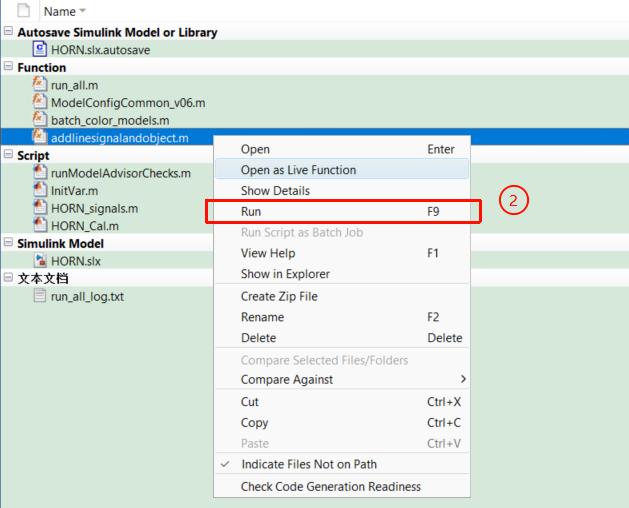 Name
Autosave Simulink Model or Library
HORN.slx.autosave
Function
run_all.m
ModelConfigCommon_v06.m
batch_color_models.m
addlinesignalandobject.m
Script
runModelAdvisorChecks.m
InitVar.m
HORN_signals.m
HORN_Cal.m
Simulink Model
HORN.slx
文本文档
run_all_log.txt
Open Enter
Open as Live Function
Show Details
Run F9
②
Run Script as Batch Job
View Help F1
Show in Explorer
Create Zip File
Rename F2
Delete Delete
Compare Selected Files/Folders
Compare Against
Cut Ctrl+X
Copy Ctrl+C
Paste Ctrl+V
Indicate Files Not on Path
Check Code Generation Readiness